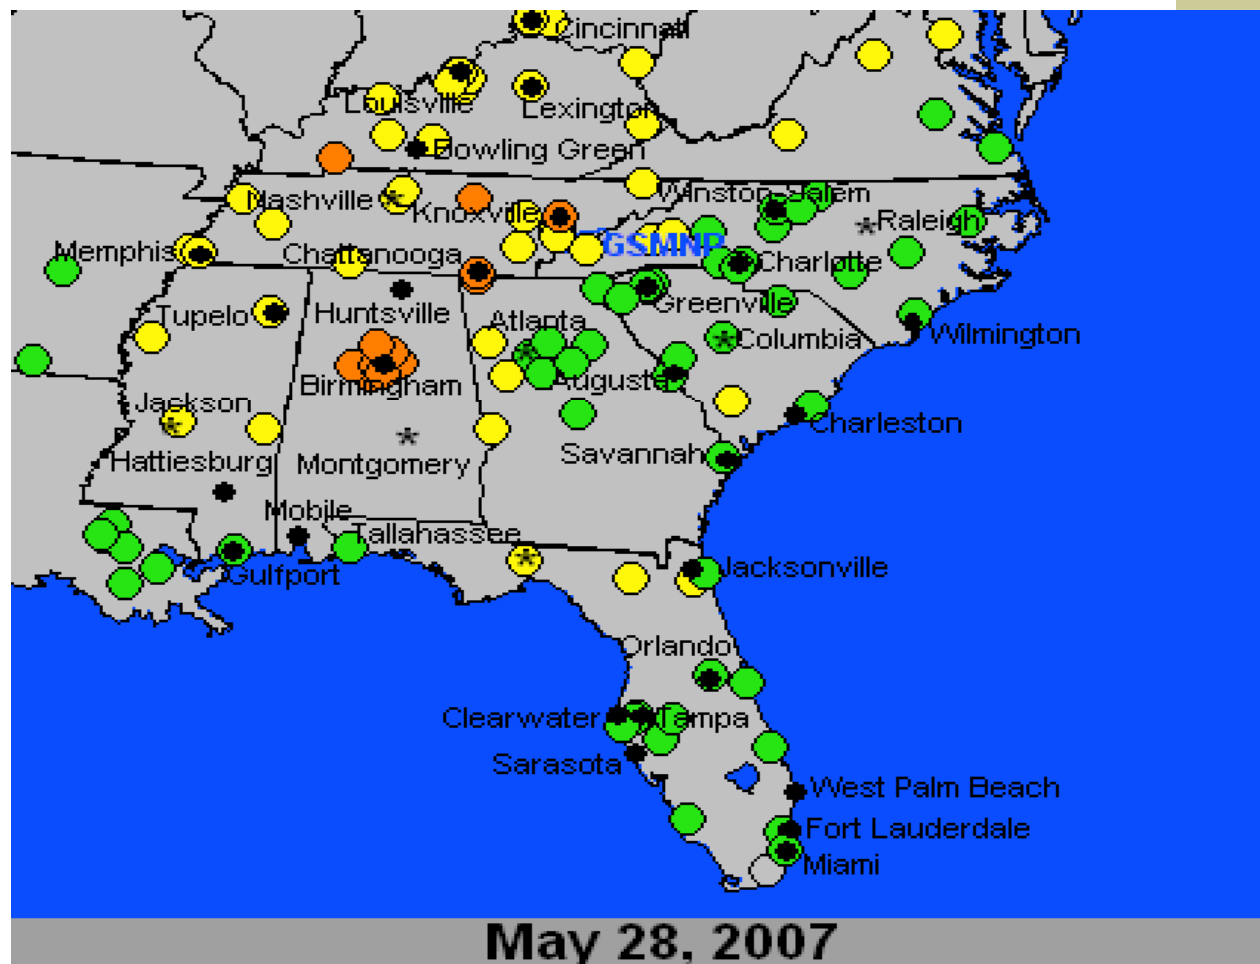 Cincinnati
Louisville
Lexington
Bowling Green
Nashville
Knoxville
Winston-Salem
Raleigh
Memphis
Chattanooga
GSMNP
Charlotte
Tupelo
Huntsville
Atlanta
Greenville
Columbia
Wilmington
Birmingham
Augusta
Jackson
Charleston
Hattiesburg
Montgomery
Savannah
Mobile
Tallahassee
Gulfport
Jacksonville
Orlando
Clearwater
Tampa
Sarasota
West Palm Beach
Fort Lauderdale
Miami
May 28, 2007